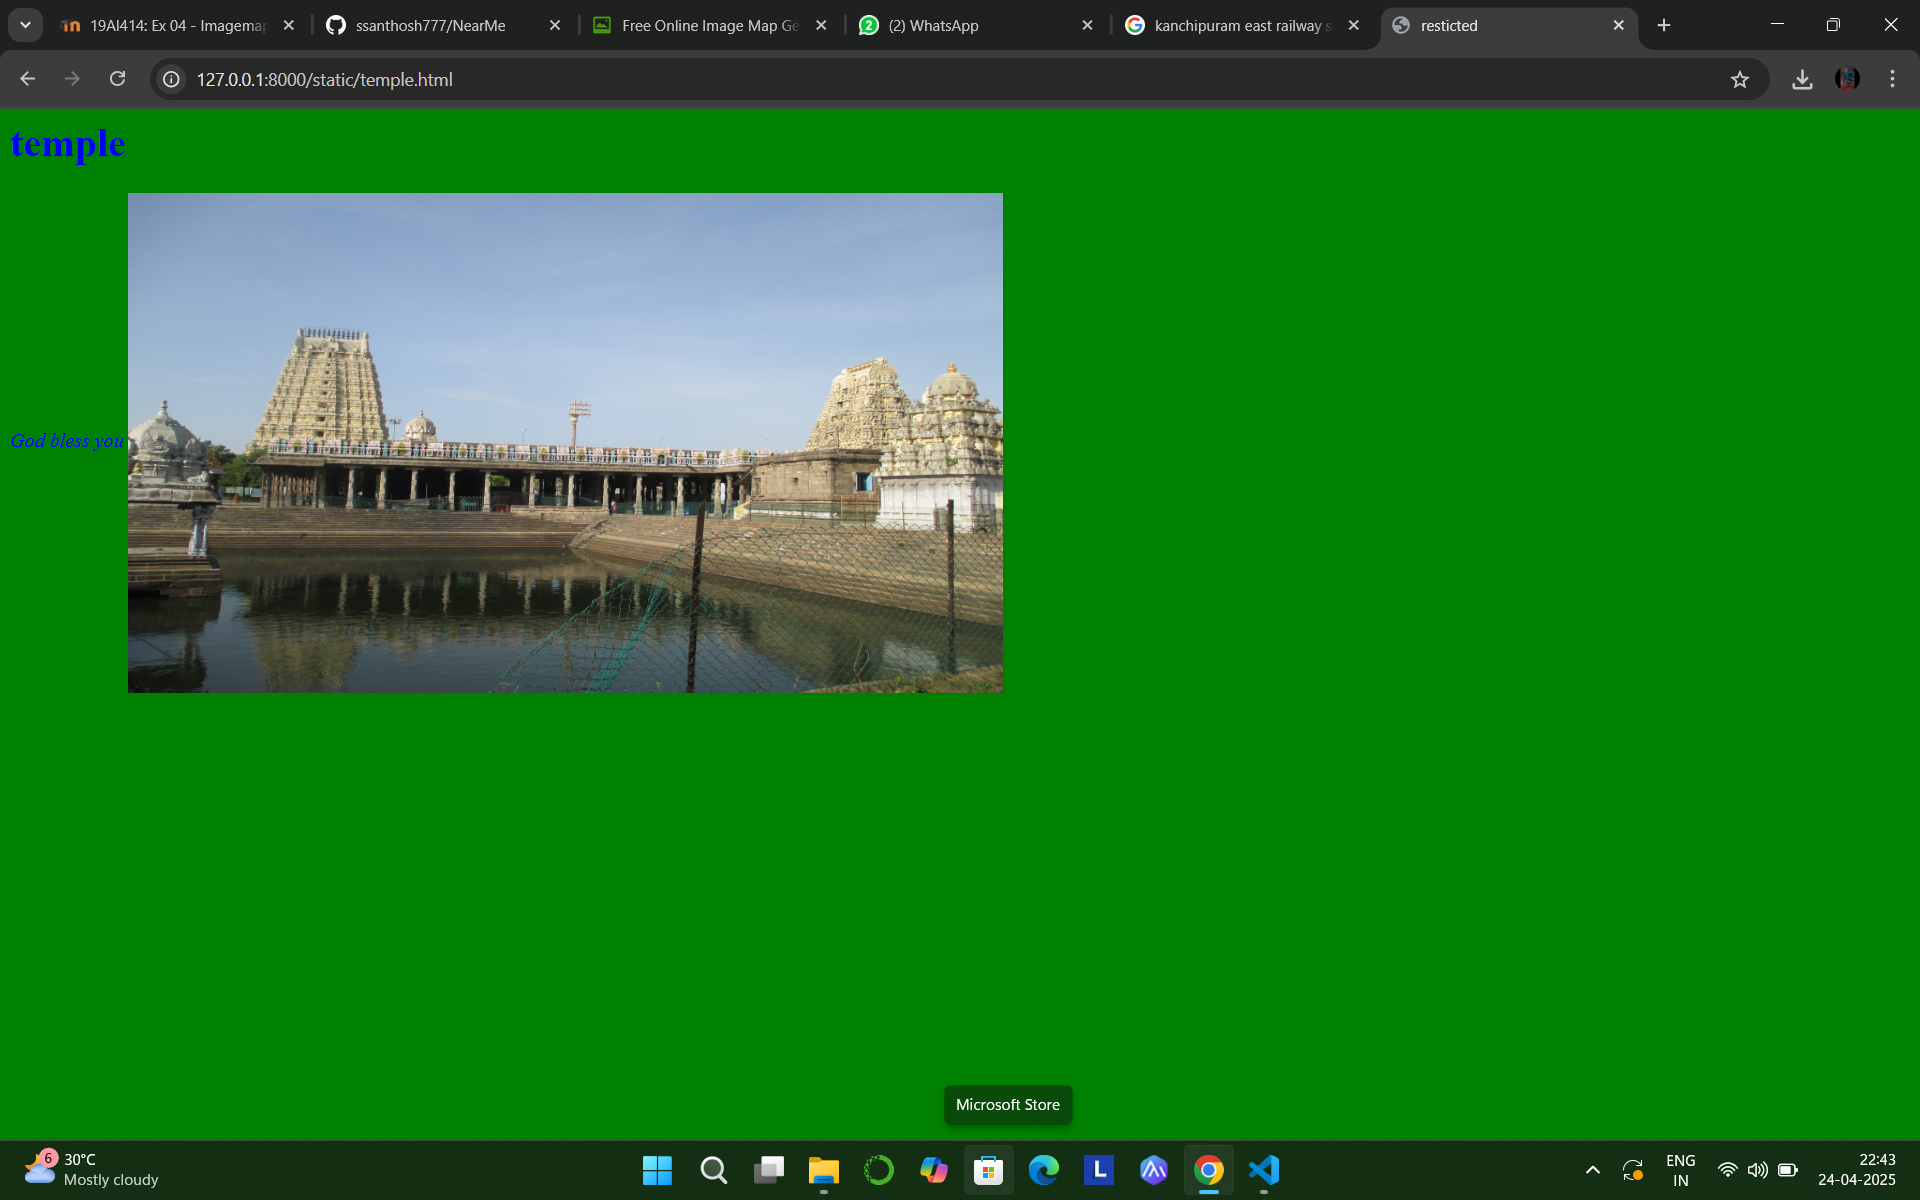 19AI414: Ex 04 - Imagemap
ssanthosh777/NearMe
Free Online Image Map Ge
(2) WhatsApp
kanchipuram east railway s
resticted
127.0.0.1:8000/static/temple.html
temple
God bless you
Microsoft Store
6
30°C
Mostly cloudy
L
ENG
IN
22:43
24-04-2025